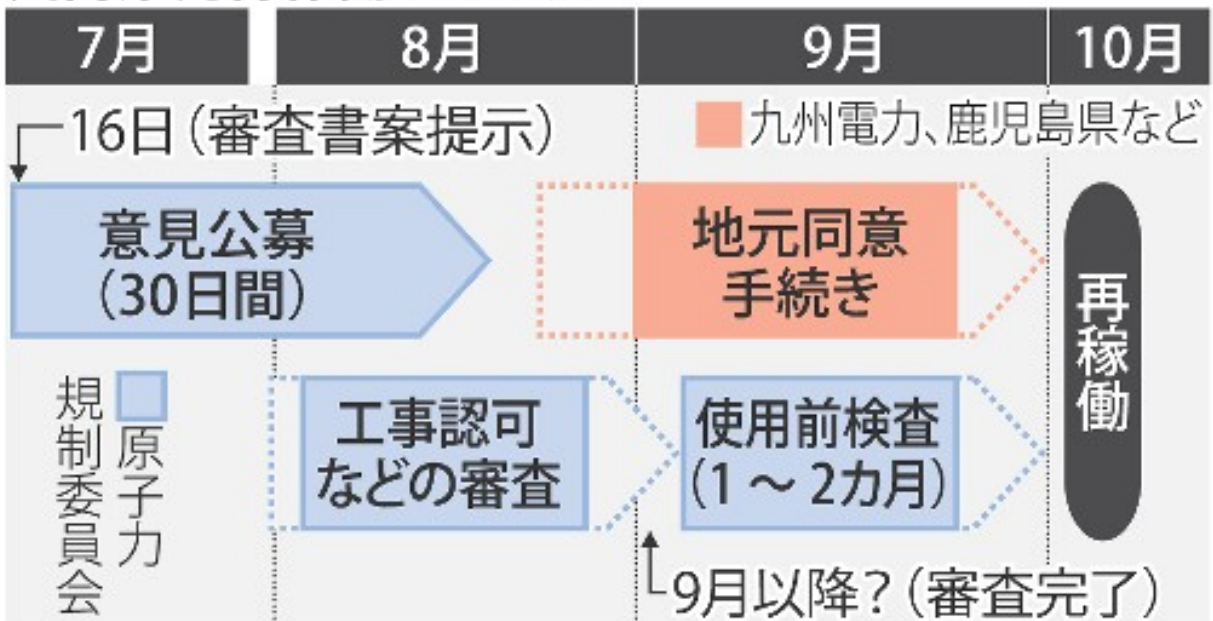 7月
8月
9月
10月
16日(審査書案提示)
九州電力、鹿児島県など
意見公募
(30日間)
地元同意
手続き
再稼働
原子力
規制委員会
工事認可
などの審査
使用前検査
(1～2カ月)
9月以降?(審査完了)